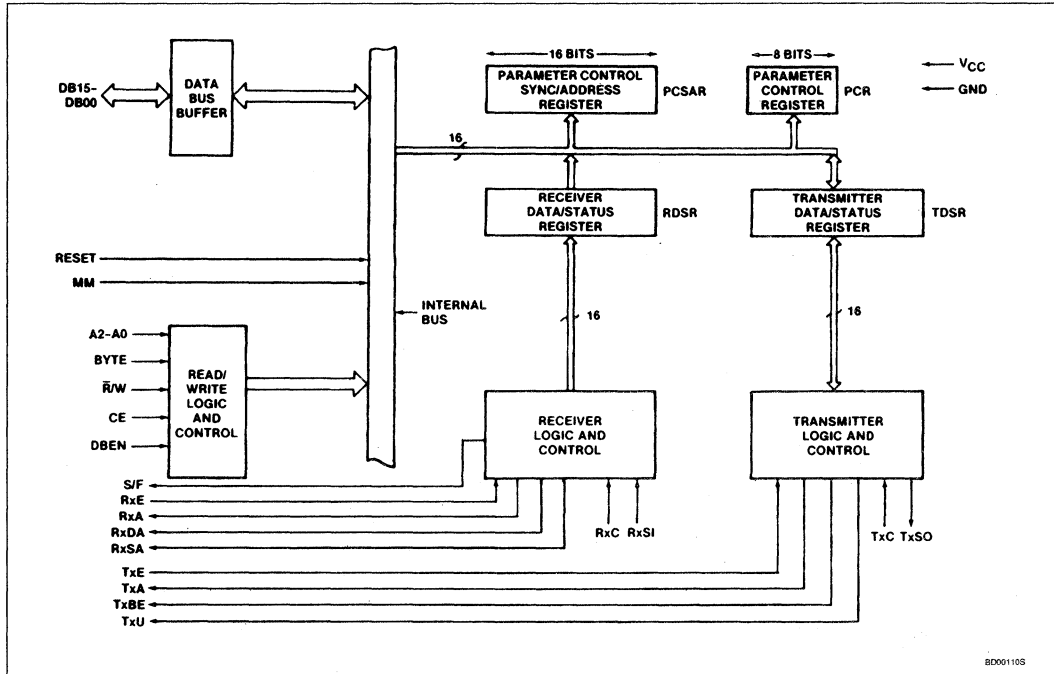 DB15-
DB00
DATA
BUS
BUFFER
16 BITS
PARAMETER CONTROL
SYNC/ADDRESS
REGISTER
PCSAR
8 BITS
PARAMETER
CONTROL
REGISTER
PCR
VCC
GND
16
RECEIVER
DATA/STATUS
REGISTER
RDSR
TRANSMITTER
DATA/STATUS
REGISTER
TDSR
RESET
MM
INTERNAL
BUS
16
16
A2-A0
BYTE
R̅/W
CE
DBEN
READ/
WRITE
LOGIC
AND
CONTROL
RECEIVER
LOGIC AND
CONTROL
TRANSMITTER
LOGIC AND
CONTROL
S/F
RxE
RxA
RxDA
RxSA
RxC RxSI
TxC TxSO
TxE
TxA
TxBE
TxU
BD00110S